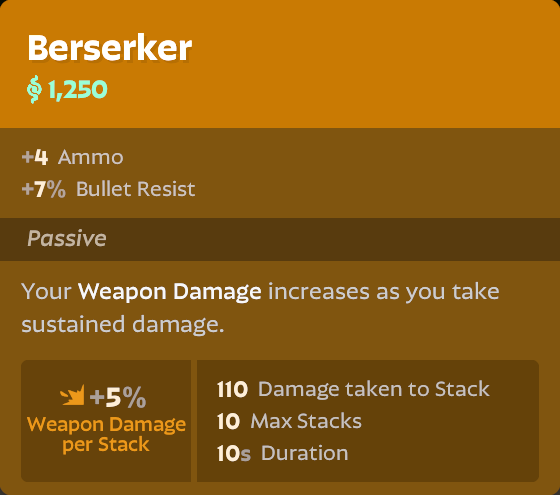 Berserker
1,250
+4 Ammo
+7% Bullet Resist
Passive
Your Weapon Damage increases as you take
sustained damage.
+5%
Weapon Damage
per Stack
110 Damage taken to Stack
10 Max Stacks
10s Duration